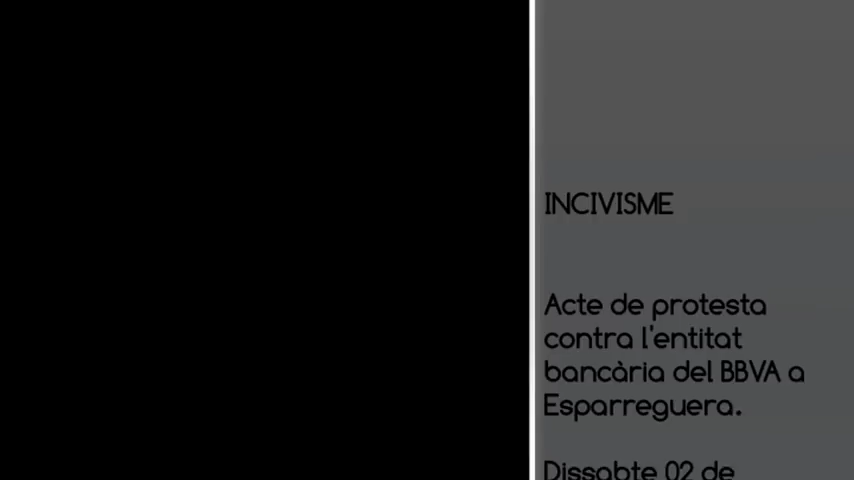 INCIVISME
Acte de protesta
contra l'entitat
bancària del BBVA a
Esparreguera.
Dissabte 02 de